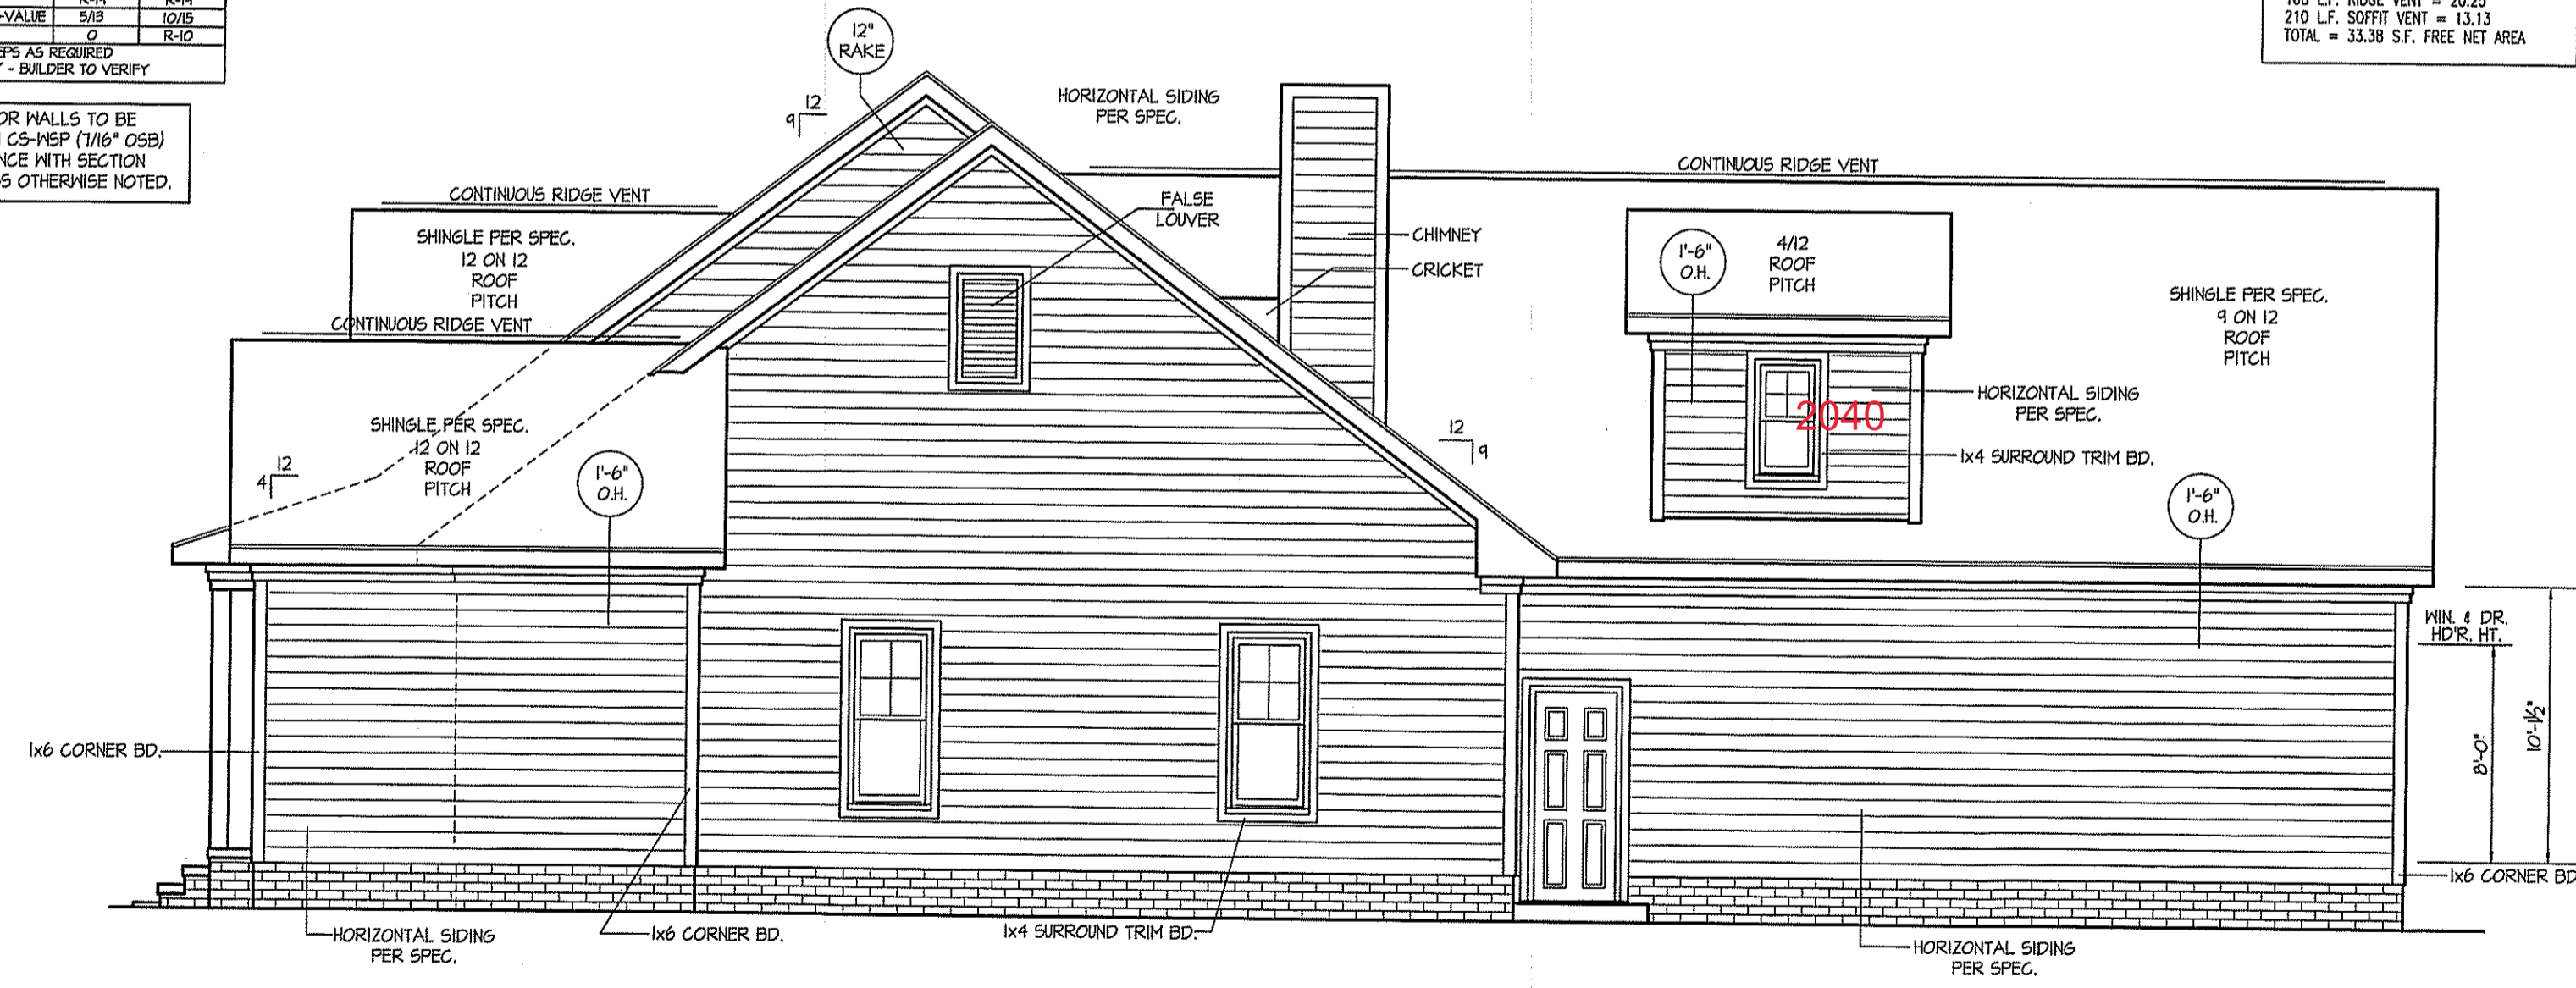 -VALUE 5/13 10/15
0 R-10
EPS AS REQUIRED
- BUILDER TO VERIFY
OR WALLS TO BE
CS-WSP (7/16" OSB)
NCE WITH SECTION
S OTHERWISE NOTED.
210 L.F. SOFFIT VENT = 13.13
TOTAL = 33.38 S.F. FREE NET AREA
12"
RAKE
12
9
HORIZONTAL SIDING
PER SPEC.
CONTINUOUS RIDGE VENT
CONTINUOUS RIDGE VENT
SHINGLE PER SPEC.
12 ON 12
ROOF
PITCH
CONTINUOUS RIDGE VENT
FALSE
LOUVER
CHIMNEY
CRICKET
1'-6"
O.H.
4/12
ROOF
PITCH
SHINGLE PER SPEC.
9 ON 12
ROOF
PITCH
HORIZONTAL SIDING
PER SPEC.
2040
1x4 SURROUND TRIM BD.
SHINGLE PER SPEC.
12 ON 12
ROOF
PITCH
12
4
1'-6"
O.H.
12
9
1'-6"
O.H.
WIN. & DR.
HD'R. HT.
8'-0"
10'-1½"
1x6 CORNER BD.
1x6 CORNER BD
HORIZONTAL SIDING
PER SPEC.
1x6 CORNER BD.
1x4 SURROUND TRIM BD.
HORIZONTAL SIDING
PER SPEC.